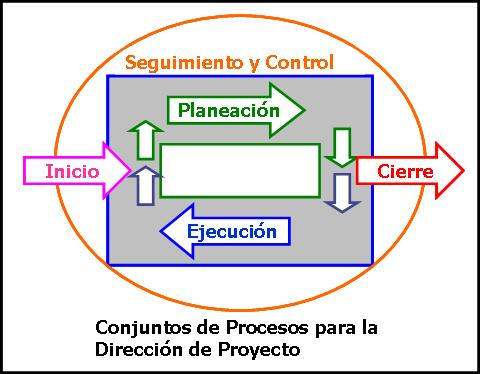 Seguimiento y Control
Planeación
Inicio
Cierre
Ejecución
Conjuntos de Procesos para la
Dirección de Proyecto